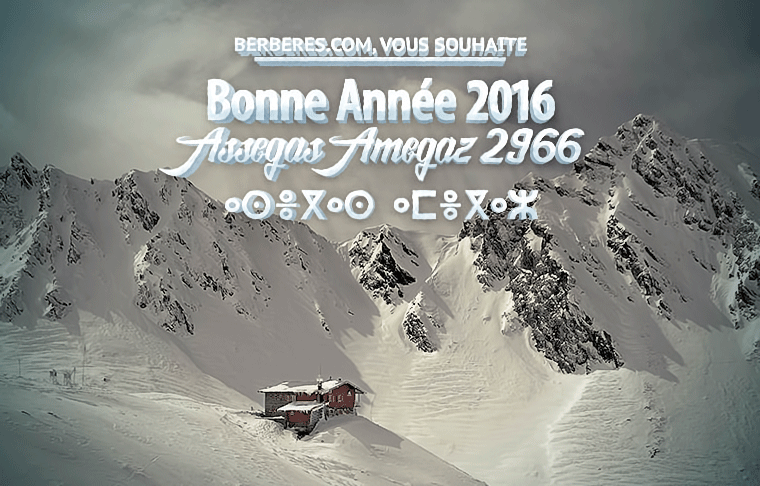 BERBERES.COM, VOUS SOUHAITE
Bonne Année 2016
Assegas Amegaz 2966
ⴰⵙⴻⴳⴰⵙ ⴰⵎⴻⴳⴰⵣ